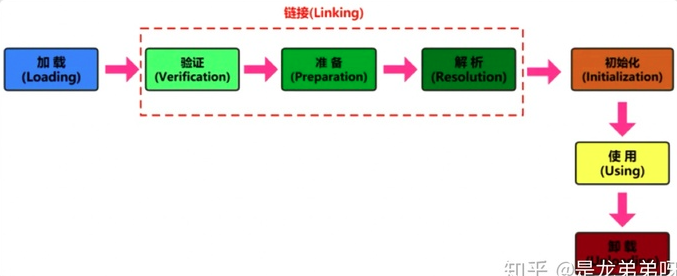 链接(Linking)
加 载
(Loading)
验证
(Verification)
准 备
(Preparation)
解 析
(Resolution)
初始化
(Initialization)
使 用
(Using)
卸 载
知乎 @是龙弟弟呀